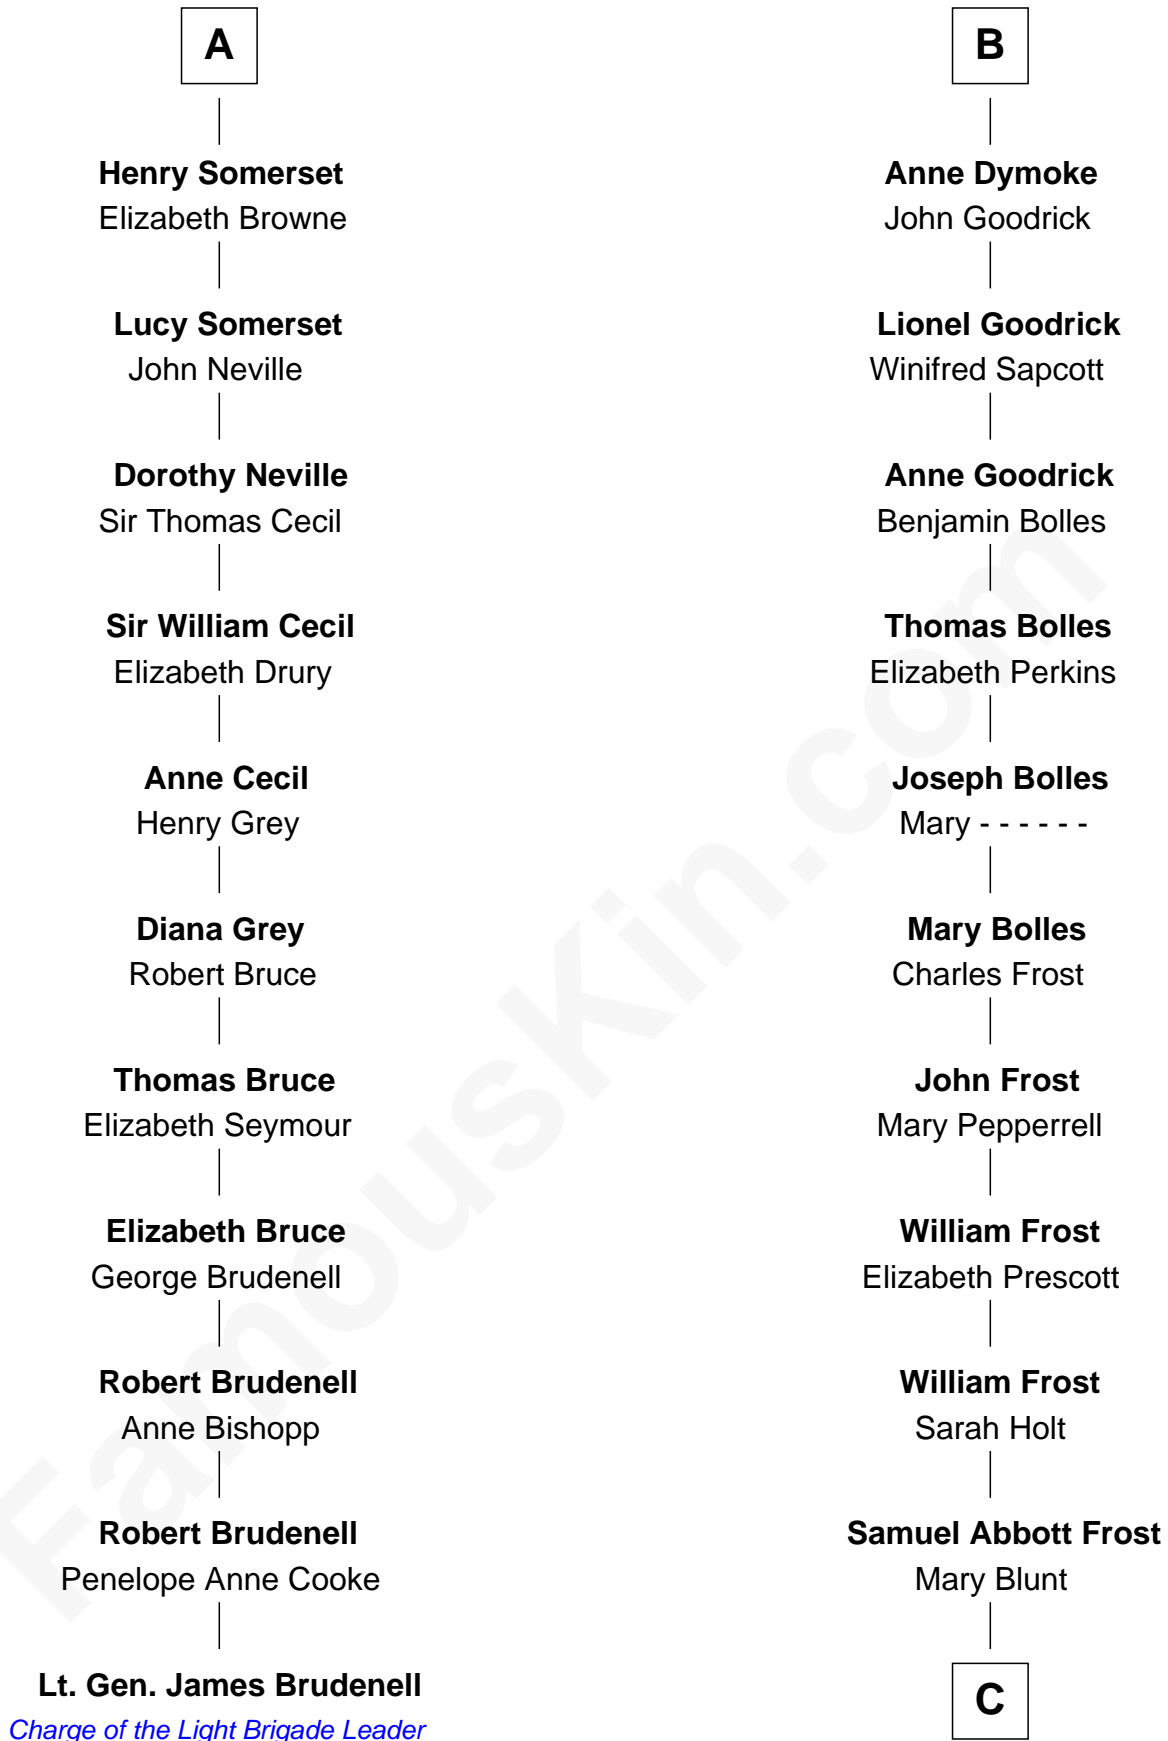 A
Henry Somerset
Elizabeth Browne
Lucy Somerset
John Neville
Dorothy Neville
Sir Thomas Cecil
Sir William Cecil
Elizabeth Drury
Anne Cecil
Henry Grey
Diana Grey
Robert Bruce
Thomas Bruce
Elizabeth Seymour
Elizabeth Bruce
George Brudenell
Robert Brudenell
Anne Bishopp
Robert Brudenell
Penelope Anne Cooke
Lt. Gen. James Brudenell
Charge of the Light Brigade Leader
B
Anne Dymoke
John Goodrick
Lionel Goodrick
Winifred Sapcott
Anne Goodrick
Benjamin Bolles
Thomas Bolles
Elizabeth Perkins
Joseph Bolles
Mary - - - - - -
Mary Bolles
Charles Frost
John Frost
Mary Pepperrell
William Frost
Elizabeth Prescott
William Frost
Sarah Holt
Samuel Abbott Frost
Mary Blunt
C
FamousKin.com